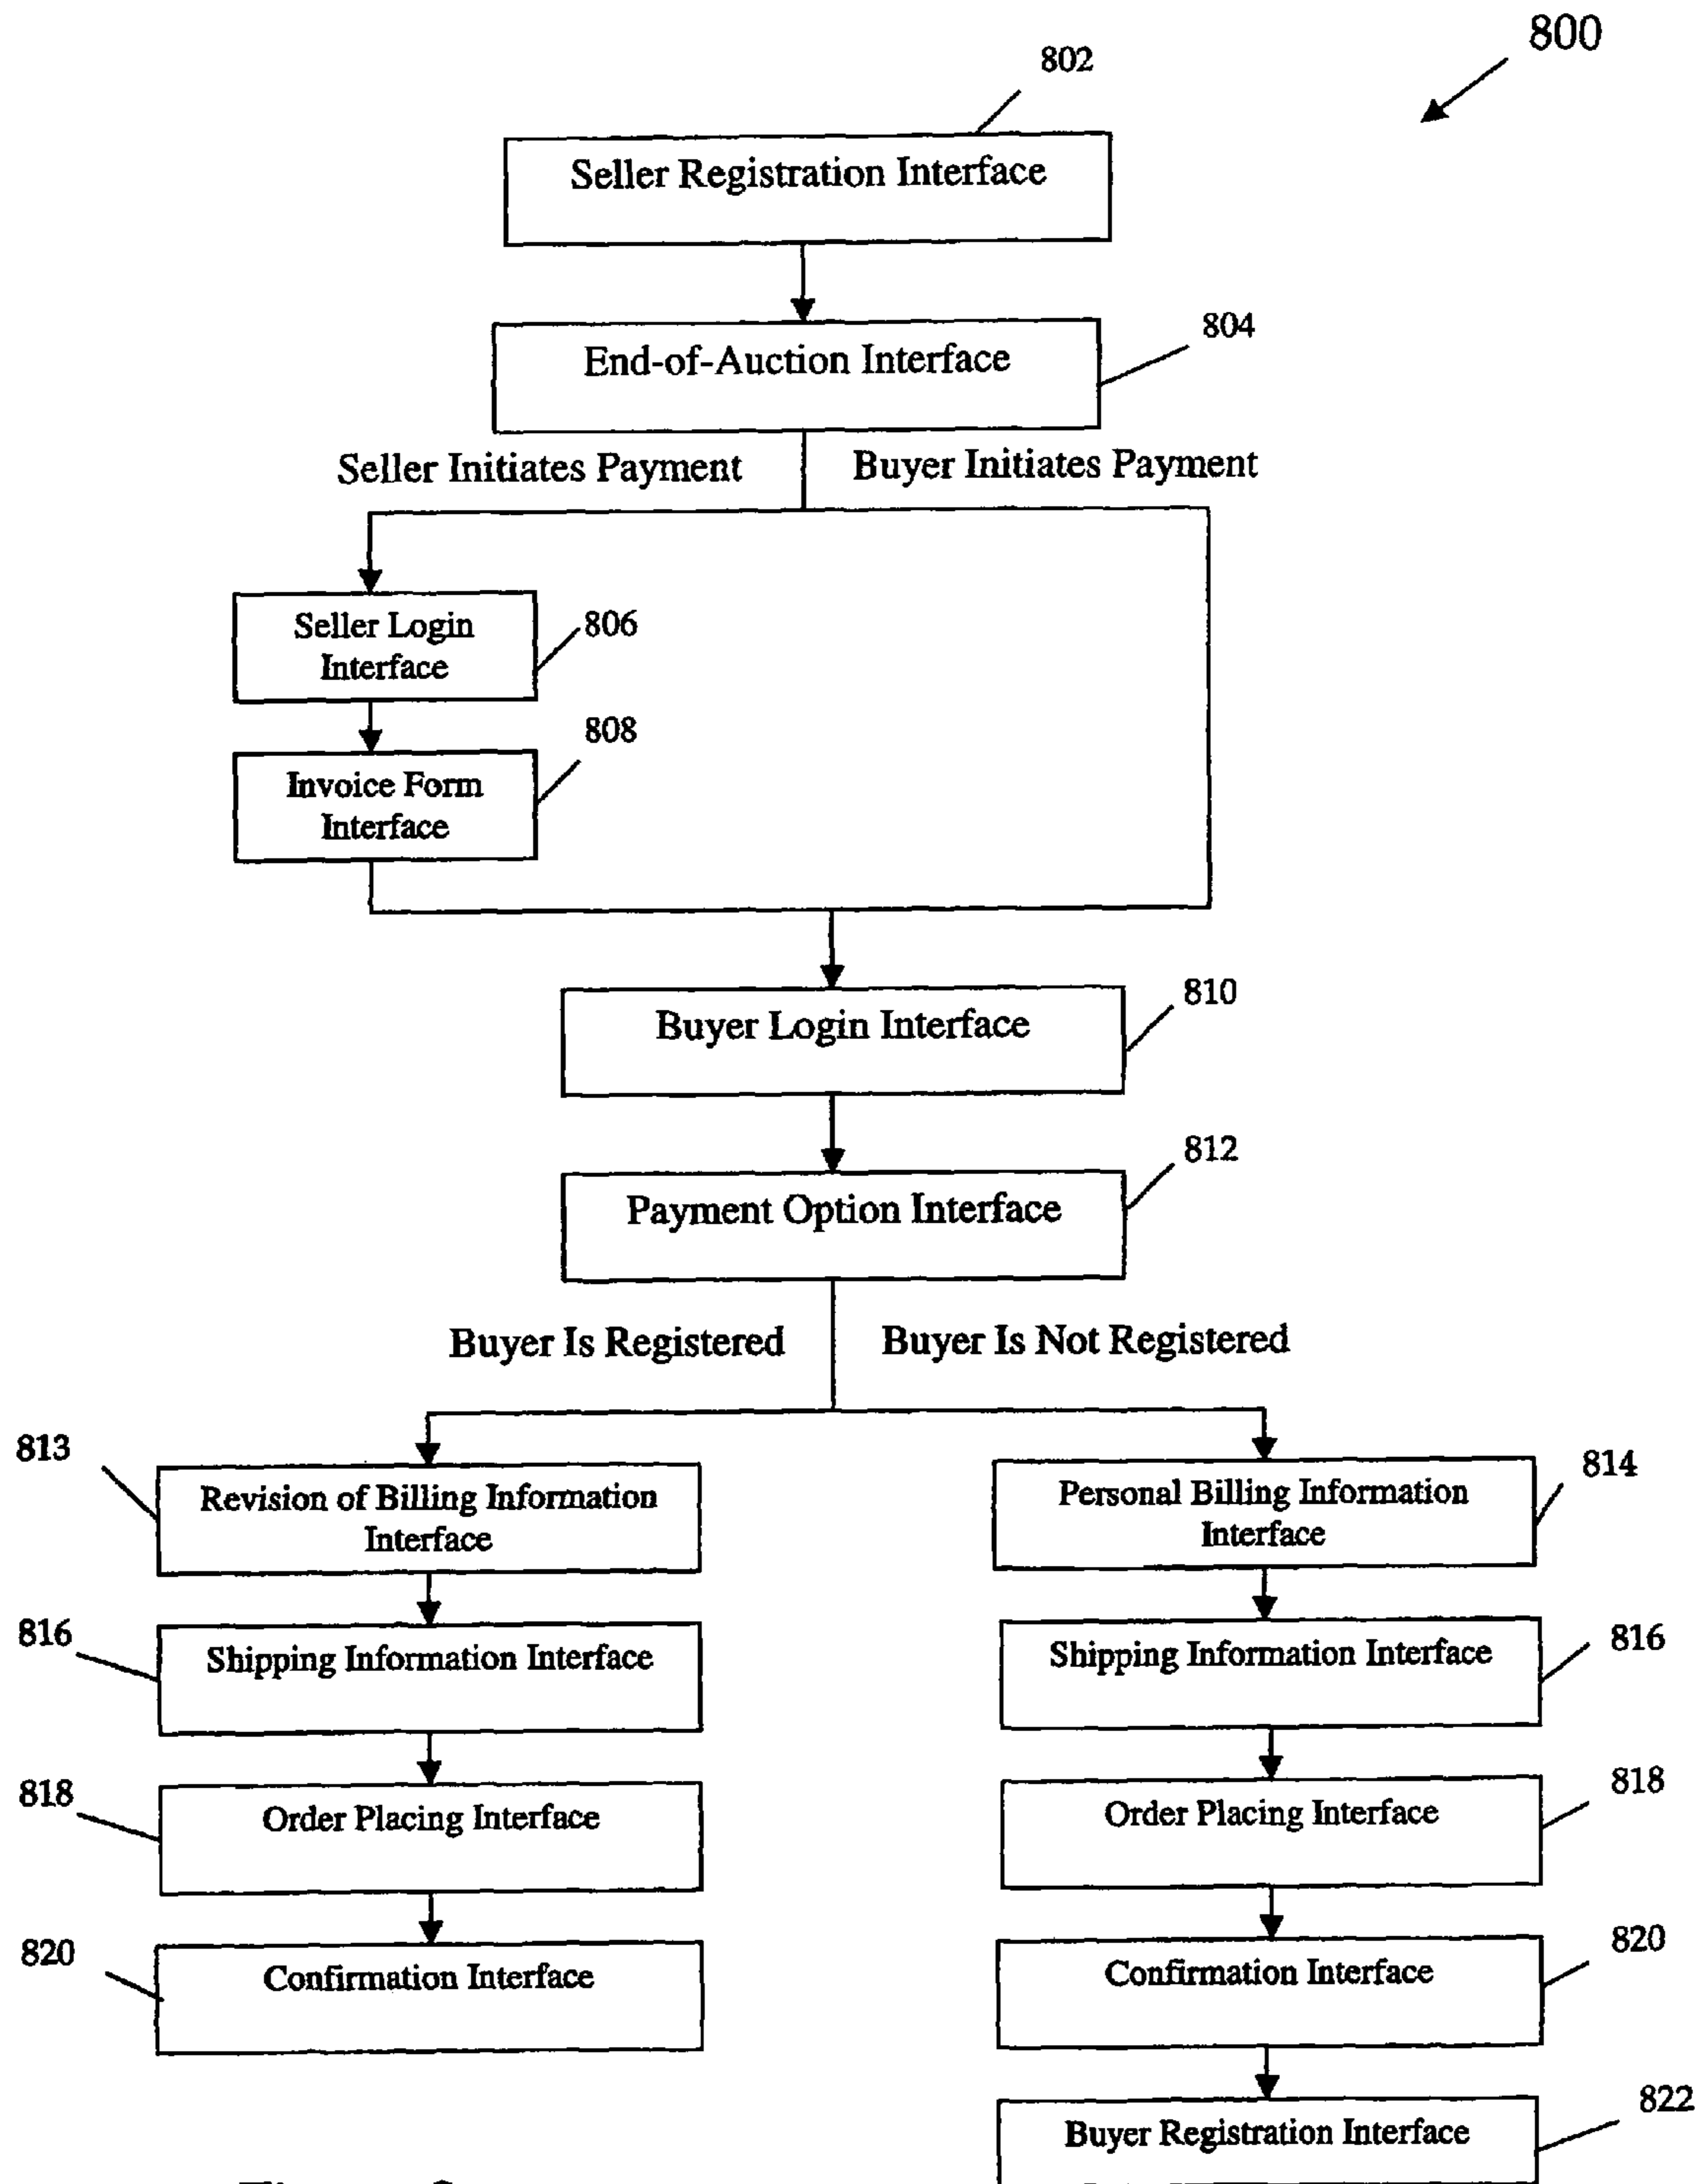 800
802
Seller Registration Interface
804
End-of-Auction Interface
Seller Initiates Payment
Buyer Initiates Payment
Seller Login
Interface
806
808
Invoice Form
Interface
810
Buyer Login Interface
812
Payment Option Interface
Buyer Is Registered
Buyer Is Not Registered
813
Revision of Billing Information
Interface
814
Personal Billing Information
Interface
816
Shipping Information Interface
816
Shipping Information Interface
818
Order Placing Interface
818
Order Placing Interface
820
Confirmation Interface
820
Confirmation Interface
822
Buyer Registration Interface